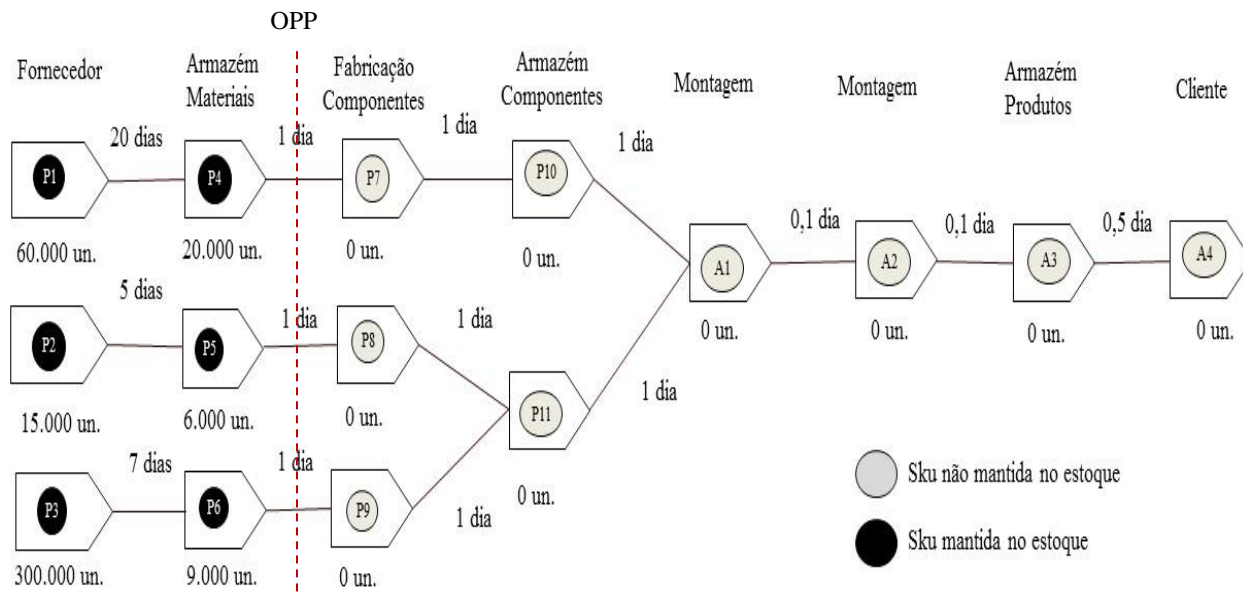 OPP
Fornecedor
Armazém
Materiais
Fabricação
Componentes
Armazém
Componentes
Montagem
Montagem
Armazém
Produtos
Cliente
20 dias
1 dia
1 dia
1 dia
P1
P4
P7
P10
60.000 un.
20.000 un.
0 un.
0 un.
0,1 dia
0,1 dia
0,5 dia
A1
A2
A3
A4
0 un.
0 un.
0 un.
0 un.
5 dias
1 dia
1 dia
P2
P5
P8
15.000 un.
6.000 un.
0 un.
1 dia
P11
0 un.
7 dias
1 dia
1 dia
P3
P6
P9
300.000 un.
9.000 un.
0 un.
Sku não mantida no estoque
Sku mantida no estoque